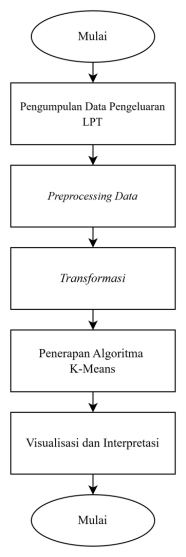 Mulai
Pengumpulan Data Pengeluaran
LPT
Preprocessing Data
Transformasi
Penerapan Algoritma
K-Means
Visualisasi dan Interpretasi
Mulai